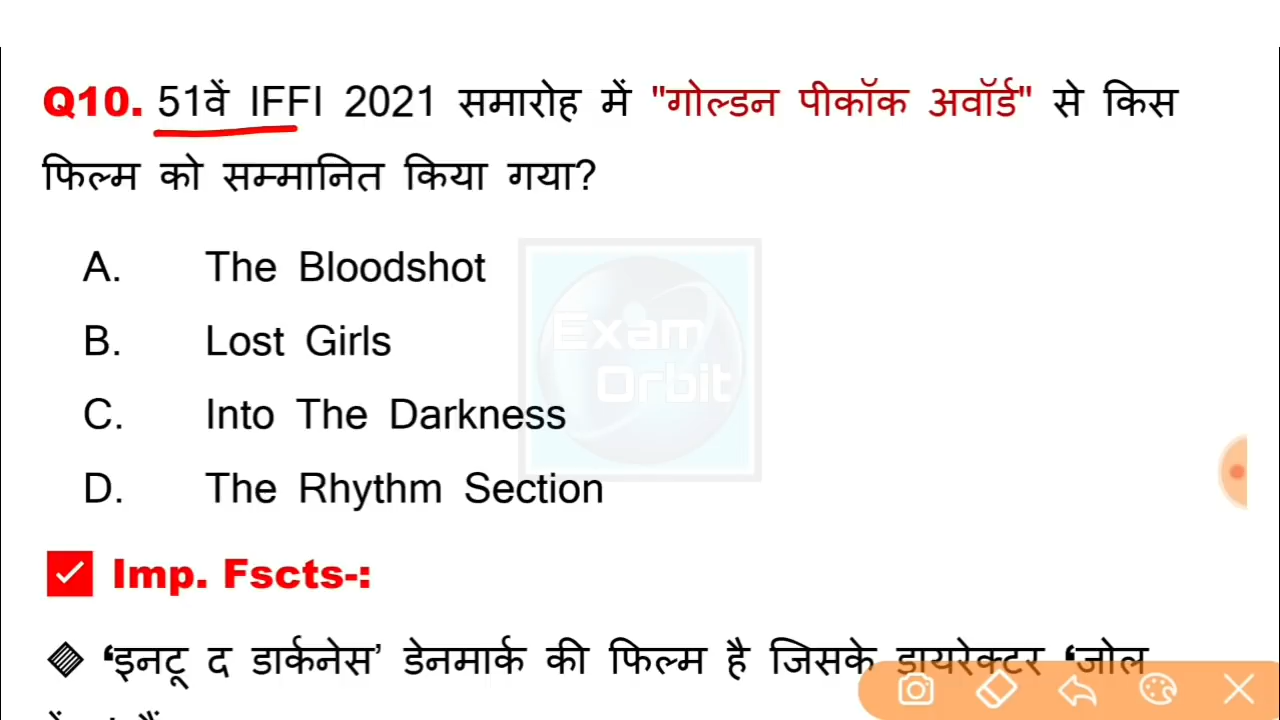 Q10. 51वें IFFI 2021 समारोह में "गोल्डन पीकॉक अवॉर्ड" से किस
फिल्म को सम्मानित किया गया?
A. The Bloodshot
B. Lost Girls
Exam
Orbit
C. Into The Darkness
D. The Rhythm Section
Imp. Fscts-:
‘इनटू द डार्कनेस’ डेनमार्क की फिल्म है जिसके डायरेक्टर ‘जोल